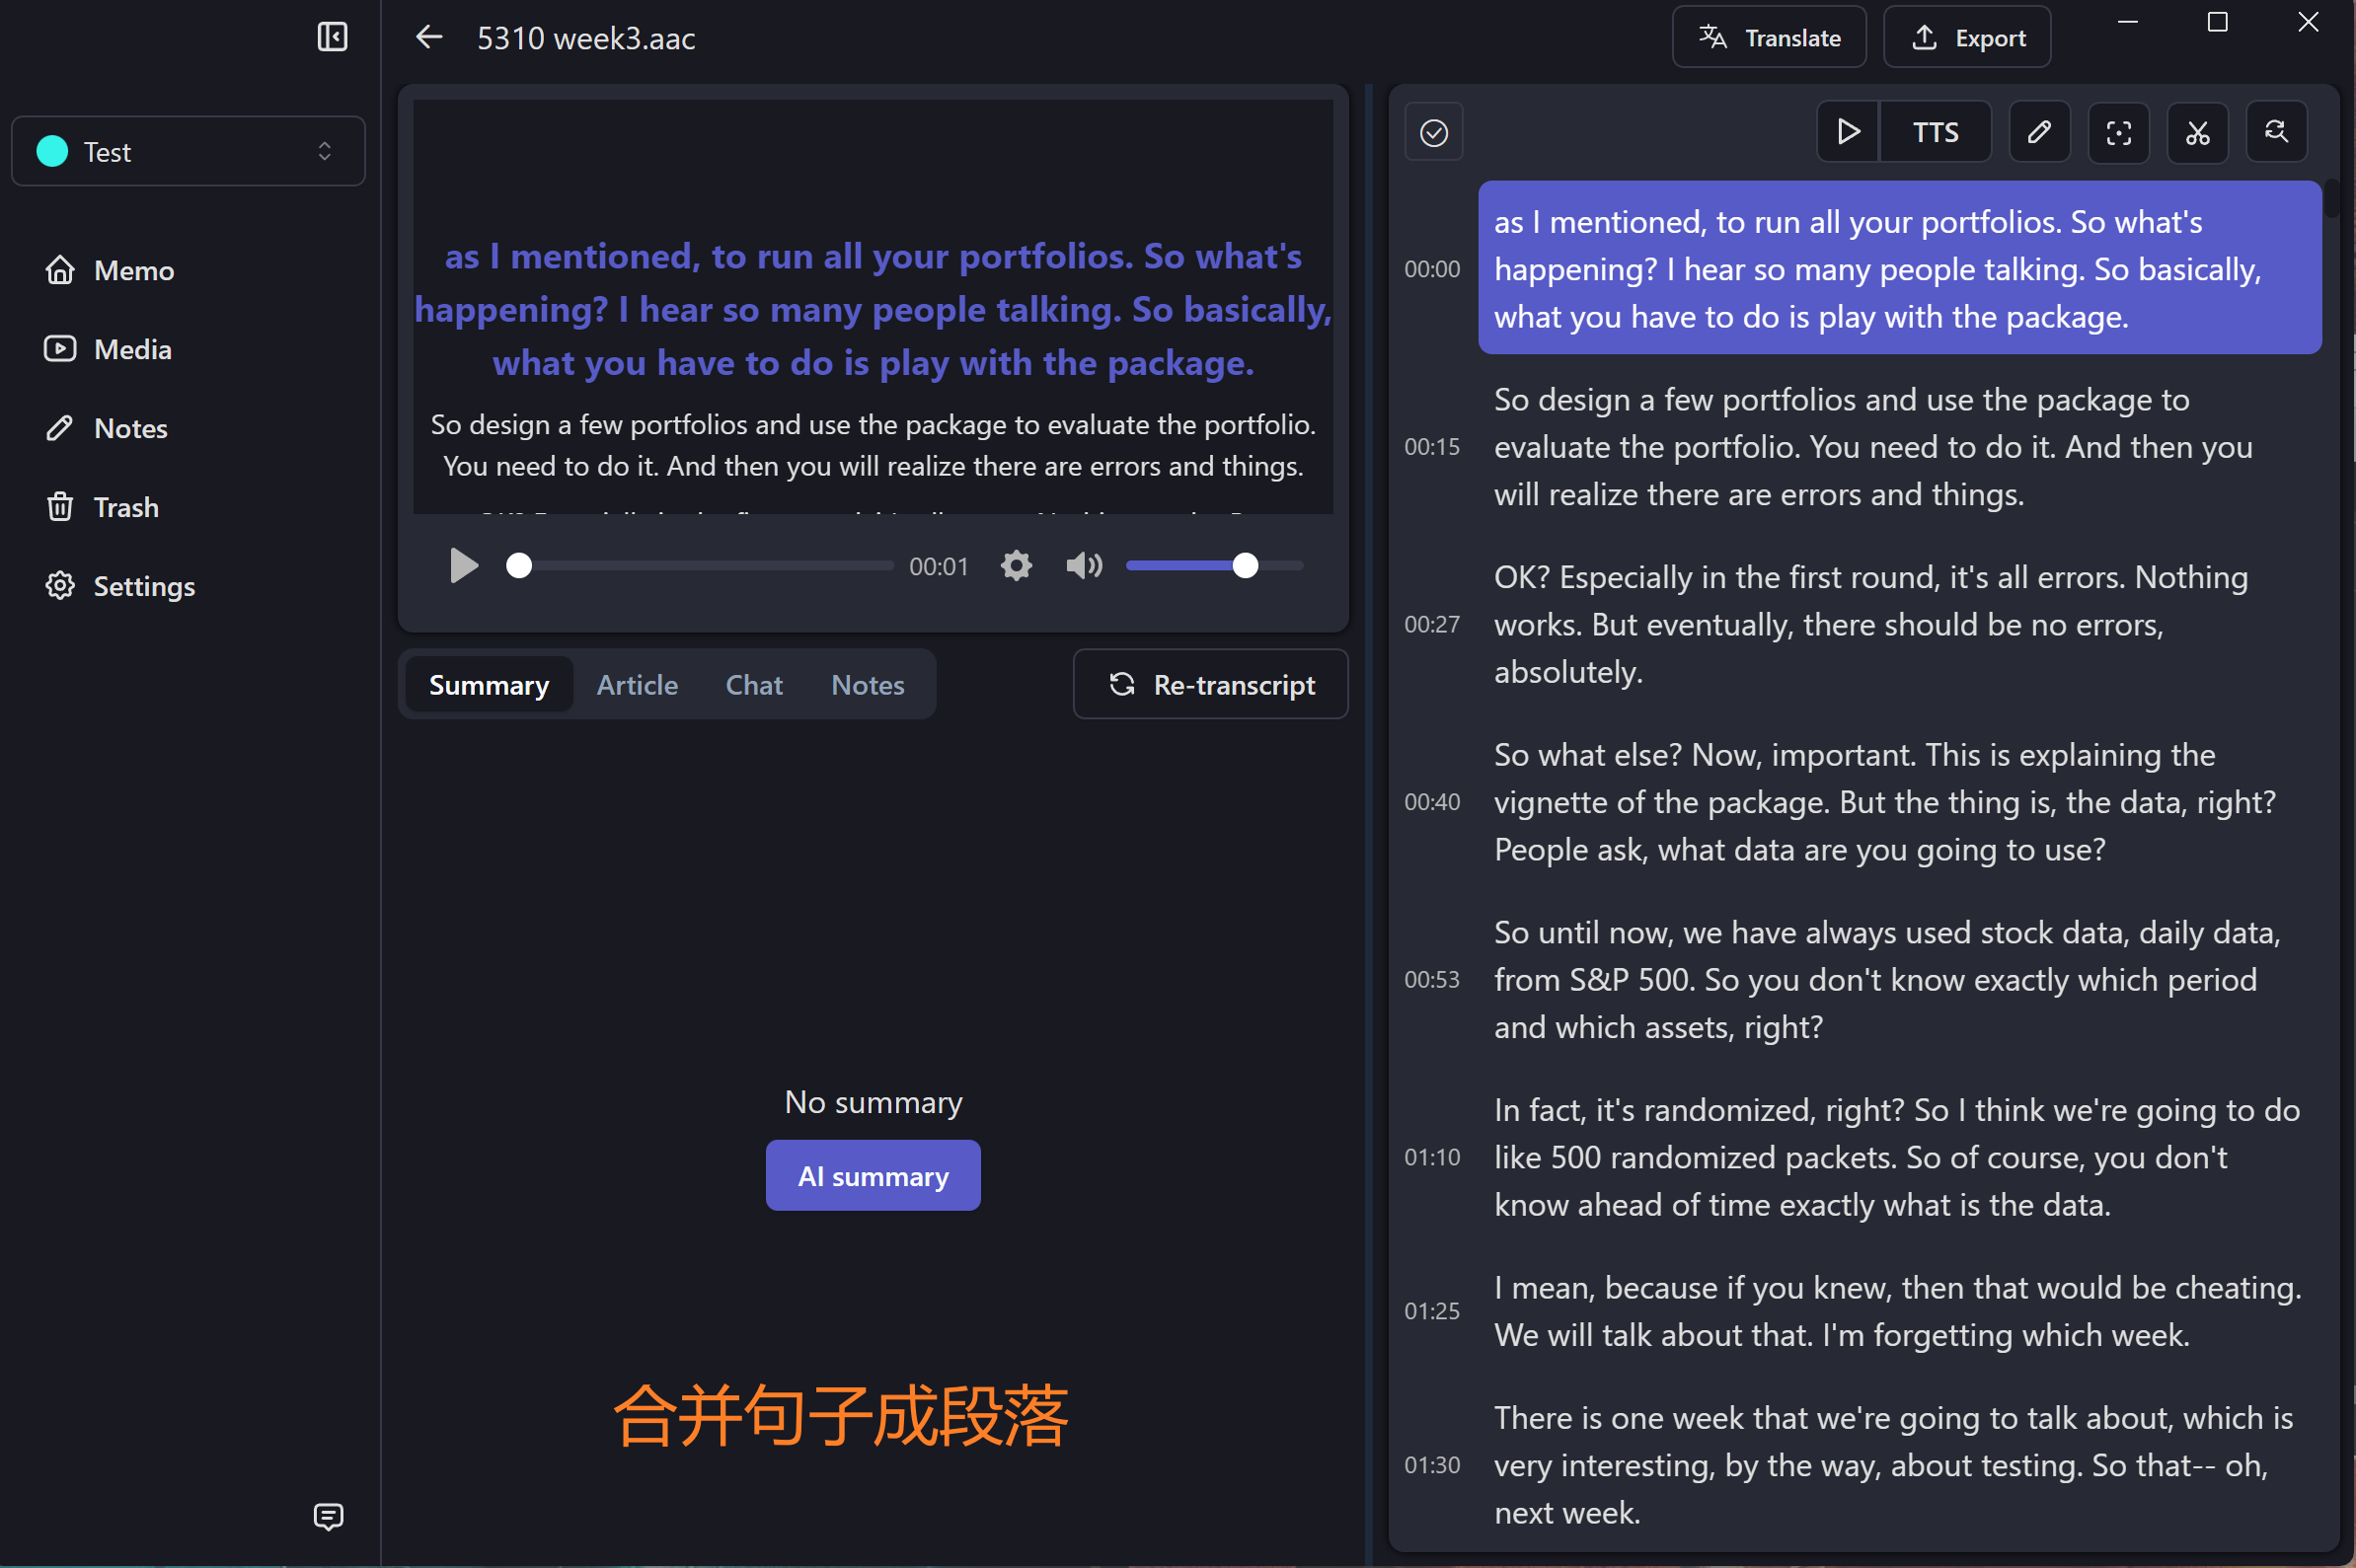 5310 week3.aac
Translate
Export
Test
Memo
Media
Notes
Trash
Settings
as I mentioned, to run all your portfolios. So what's
happening? I hear so many people talking. So basically,
what you have to do is play with the package.
So design a few portfolios and use the package to evaluate the portfolio.
You need to do it. And then you will realize there are errors and things.
00:01
Summary
Article
Chat
Notes
Re-transcript
No summary
AI summary
合并句子成段落
TTS
00:00
as I mentioned, to run all your portfolios. So what's
happening? I hear so many people talking. So basically,
what you have to do is play with the package.
00:15
So design a few portfolios and use the package to
evaluate the portfolio. You need to do it. And then you
will realize there are errors and things.
00:27
OK? Especially in the first round, it's all errors. Nothing
works. But eventually, there should be no errors,
absolutely.
00:40
So what else? Now, important. This is explaining the
vignette of the package. But the thing is, the data, right?
People ask, what data are you going to use?
00:53
So until now, we have always used stock data, daily data,
from S&P 500. So you don't know exactly which period
and which assets, right?
01:10
In fact, it's randomized, right? So I think we're going to do
like 500 randomized packets. So of course, you don't
know ahead of time exactly what is the data.
01:25
I mean, because if you knew, then that would be cheating.
We will talk about that. I'm forgetting which week.
01:30
There is one week that we're going to talk about, which is
very interesting, by the way, about testing. So that-- oh,
next week.